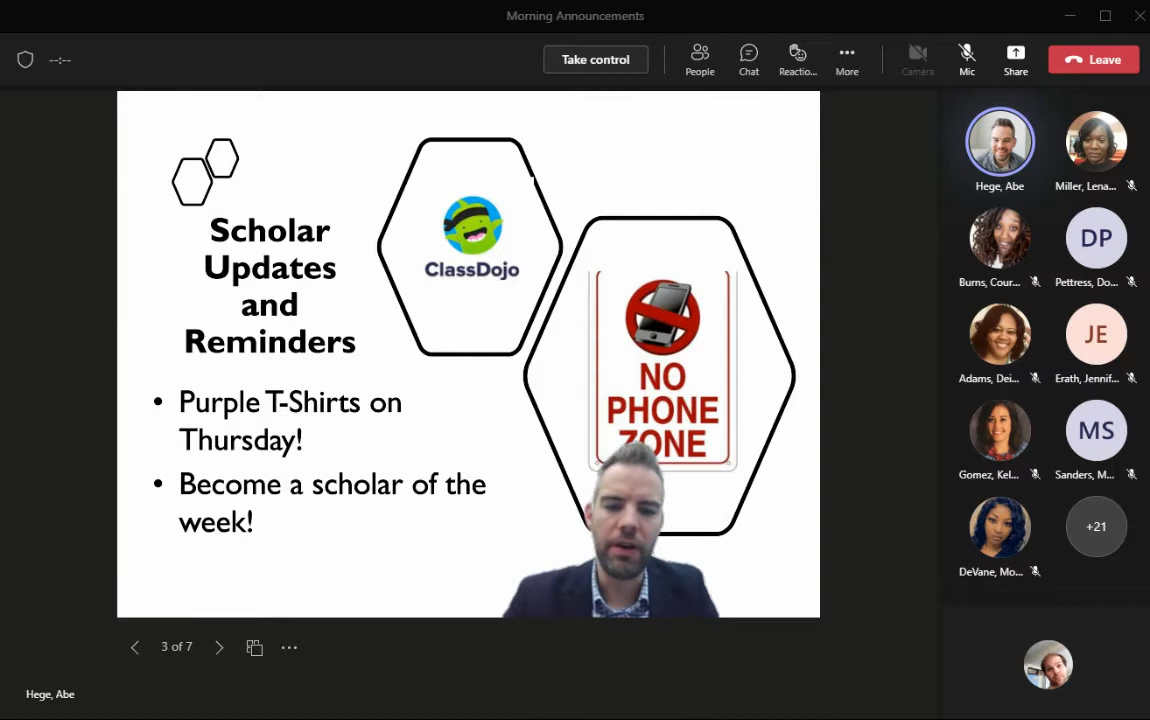 Morning Announcements
--:--
Take control
People
Chat
Reactio...
More
Camera
Mic
Share
Leave
Scholar
Updates
and
Reminders
• Purple T-Shirts on
Thursday!
• Become a scholar of the
week!
ClassDojo
NO
PHONE
ZONE
Hege, Abe
Miller, Lena...
Burns, Cour...
DP
Pettress, Do...
Adams, Dei...
JE
Erath, Jennif...
Gomez, Kel...
MS
Sanders, M...
DeVane, Mo...
+21
3 of 7
Hege, Abe